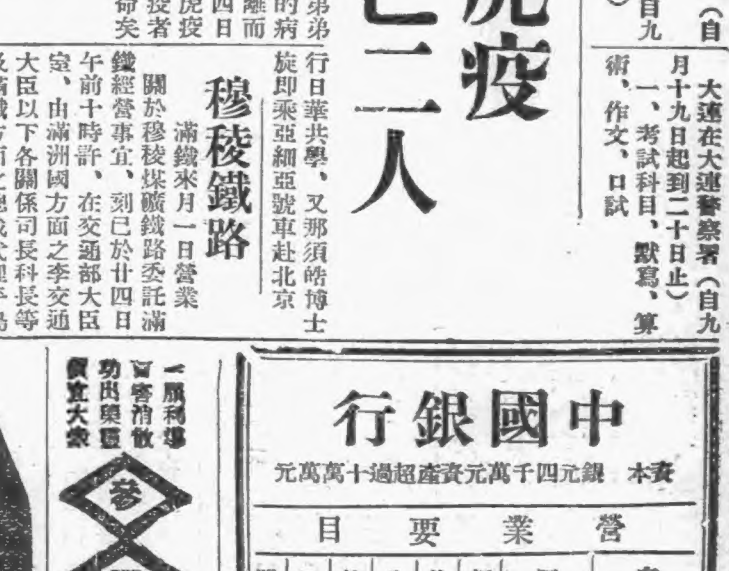 （自
自九
大連在大連警察署（自九
月十九日起到二十日止）
一、考試科目、默寫、算
術、作文、口試
虎疫
二人
弟弟
的病
離而
四日
虎疫
疫者
命矣
行日華共學、又那須皓博士
旋即乘亞細亞號車赴北京
穆稜鐵路
滿鐵來月一日營業
關於穆稜煤礦鐵路委託滿
鐵經營事宜、刻已於廿四日
午前十時許、在交通部大臣
室、由滿洲國方面之李交通
大臣以下各關係司長科長等
滿鐵方面之
中國銀行
資本 銀元四千萬元資產超過十萬萬元
營業要目
參